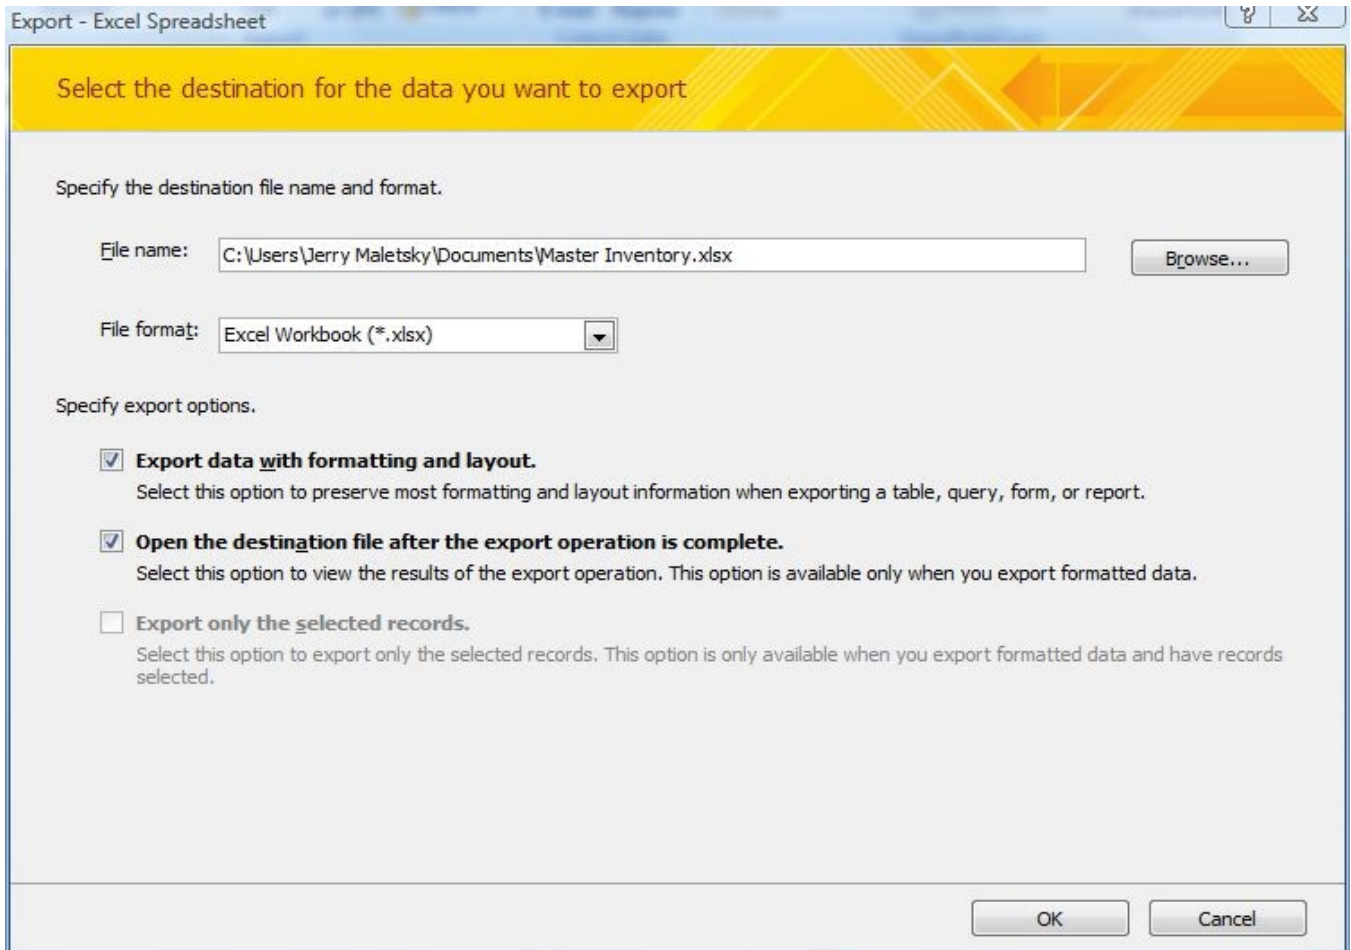 Export - Excel Spreadsheet
Select the destination for the data you want to export
Specify the destination file name and format.
File name:
C:\Users\Jerry Maletsky\Documents\Master Inventory.xlsx
Browse...
File format:
Excel Workbook (*.xlsx)
Specify export options.
Export data with formatting and layout.
Select this option to preserve most formatting and layout information when exporting a table, query, form, or report.
Open the destination file after the export operation is complete.
Select this option to view the results of the export operation. This option is available only when you export formatted data.
Export only the selected records.
Select this option to export only the selected records. This option is only available when you export formatted data and have records
selected.
OK
Cancel